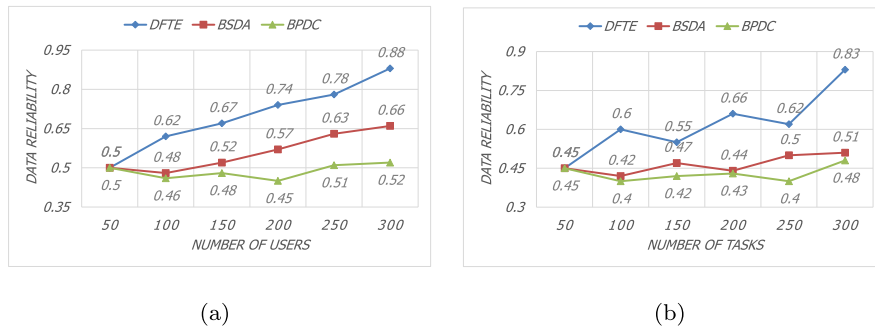 DFTE BSDA BPDC
0.95
0.8
0.65
0.5
0.35
DATA RELIABILITY
0.5 0.62 0.67 0.74 0.78 0.88
0.5 0.48 0.52 0.57 0.63 0.66
0.5 0.46 0.48 0.45 0.51 0.52
50 100 150 200 250 300
NUMBER OF USERS
(a)
DFTE BSDA BPDC
0.9
0.75
0.6
0.45
0.3
DATA RELIABILITY
0.45 0.6 0.55 0.66 0.62 0.83
0.45 0.42 0.47 0.44 0.5 0.51
0.45 0.4 0.42 0.43 0.4 0.48
50 100 150 200 250 300
NUMBER OF TASKS
(b)